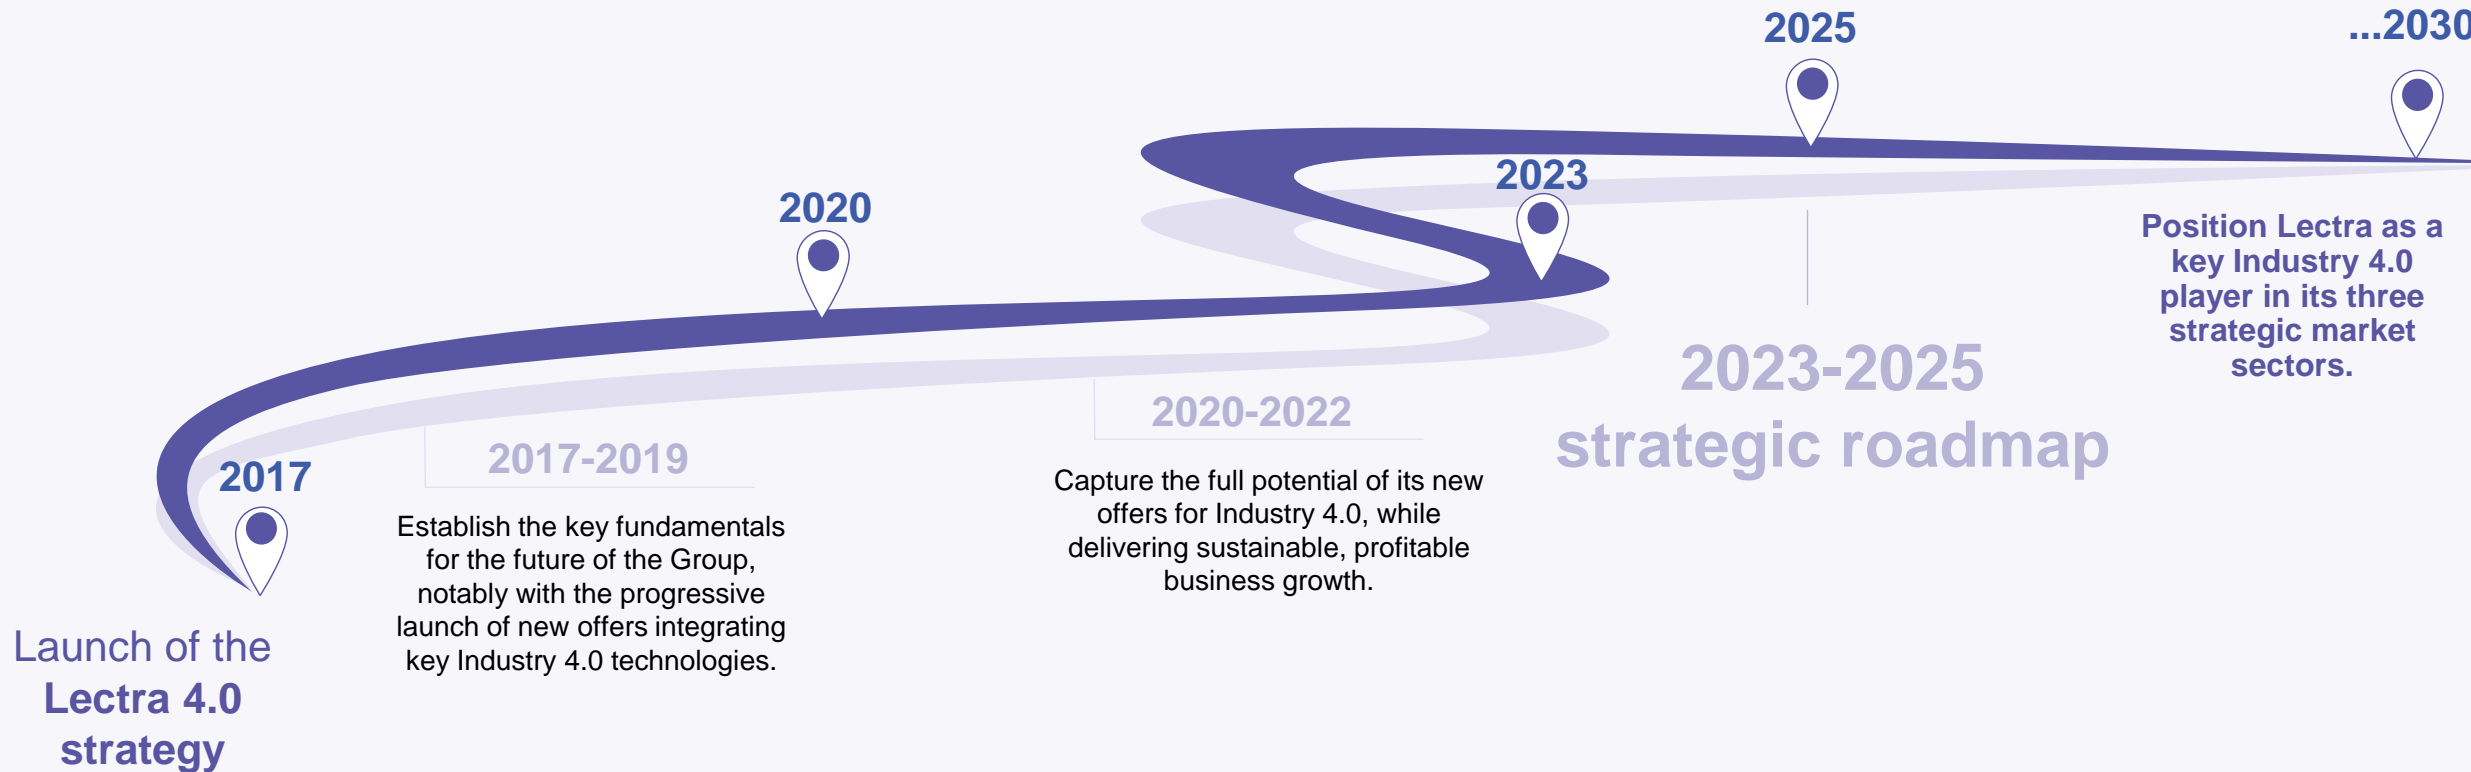 2017
Launch of the
Lectra 4.0
strategy
2017-2019
Establish the key fundamentals
for the future of the Group,
notably with the progressive
launch of new offers integrating
key Industry 4.0 technologies.
2020
2020-2022
Capture the full potential of its new
offers for Industry 4.0, while
delivering sustainable, profitable
business growth.
2023
2025
2023-2025
strategic roadmap
...2030
Position Lectra as a
key Industry 4.0
player in its three
strategic market
sectors.